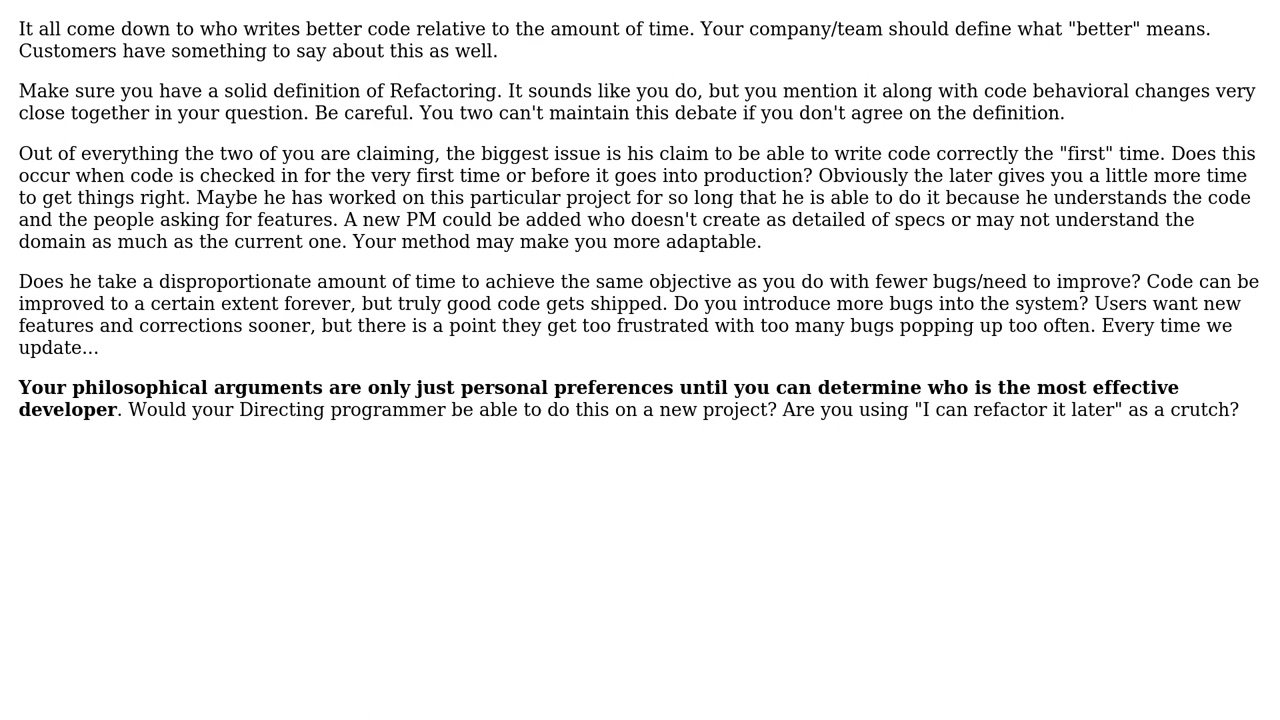 It all come down to who writes better code relative to the amount of time. Your company/team should define what "better" means.
Customers have something to say about this as well.
Make sure you have a solid definition of Refactoring. It sounds like you do, but you mention it along with code behavioral changes very
close together in your question. Be careful. You two can't maintain this debate if you don't agree on the definition.
Out of everything the two of you are claiming, the biggest issue is his claim to be able to write code correctly the "first" time. Does this
occur when code is checked in for the very first time or before it goes into production? Obviously the later gives you a little more time
to get things right. Maybe he has worked on this particular project for so long that he is able to do it because he understands the code
and the people asking for features. A new PM could be added who doesn't create as detailed of specs or may not understand the
domain as much as the current one. Your method may make you more adaptable.
Does he take a disproportionate amount of time to achieve the same objective as you do with fewer bugs/need to improve? Code can be
improved to a certain extent forever, but truly good code gets shipped. Do you introduce more bugs into the system? Users want new
features and corrections sooner, but there is a point they get too frustrated with too many bugs popping up too often. Every time we
update...
Your philosophical arguments are only just personal preferences until you can determine who is the most effective
developer. Would your Directing programmer be able to do this on a new project? Are you using "I can refactor it later" as a crutch?